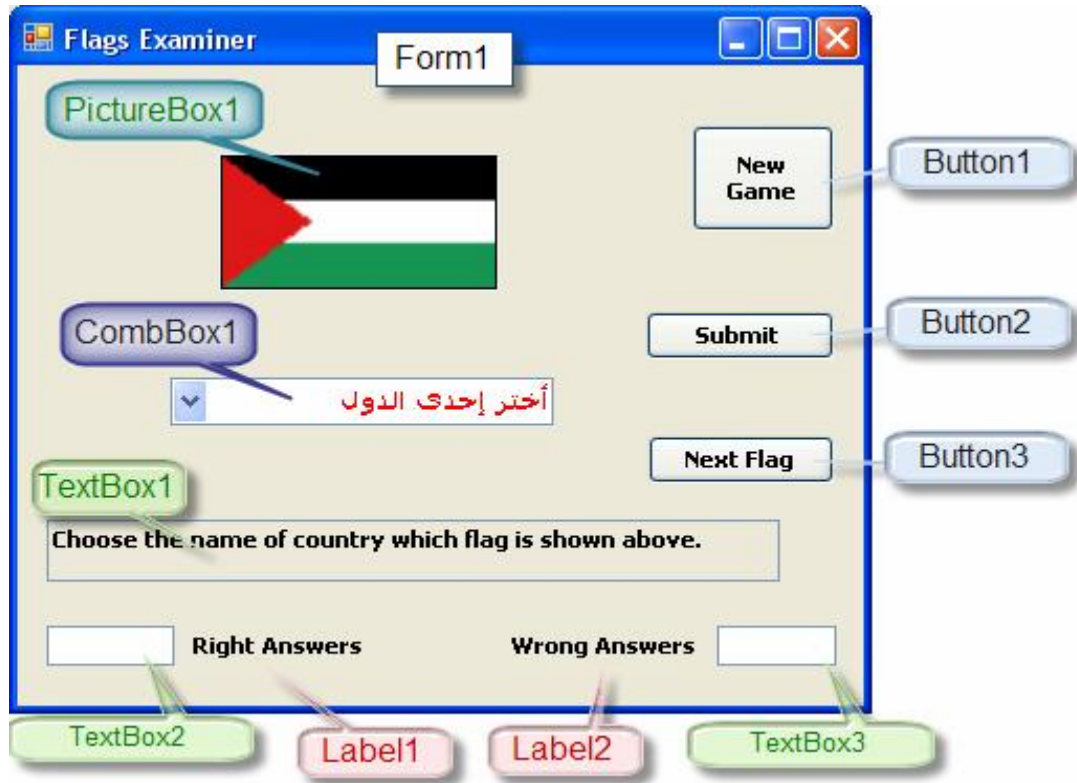 Flags Examiner
Form1
PictureBox1
New
Game
Button1
CombBox1
Submit
Button2
أختر إحدى الدول
Next Flag
Button3
TextBox1
Choose the name of country which flag is shown above.
Right Answers
Wrong Answers
TextBox2
Label1
Label2
TextBox3